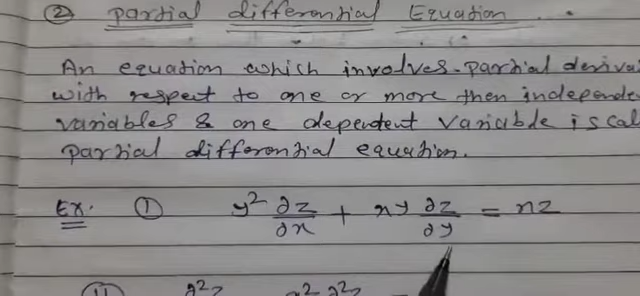 ② partial differential Equation
An equation which involves partial deriva
with respect to one or more then independe
variables & one dependent variable is cal
partial differential equation.
Ex. ① y² ∂z/∂x + xy ∂z/∂y = nz